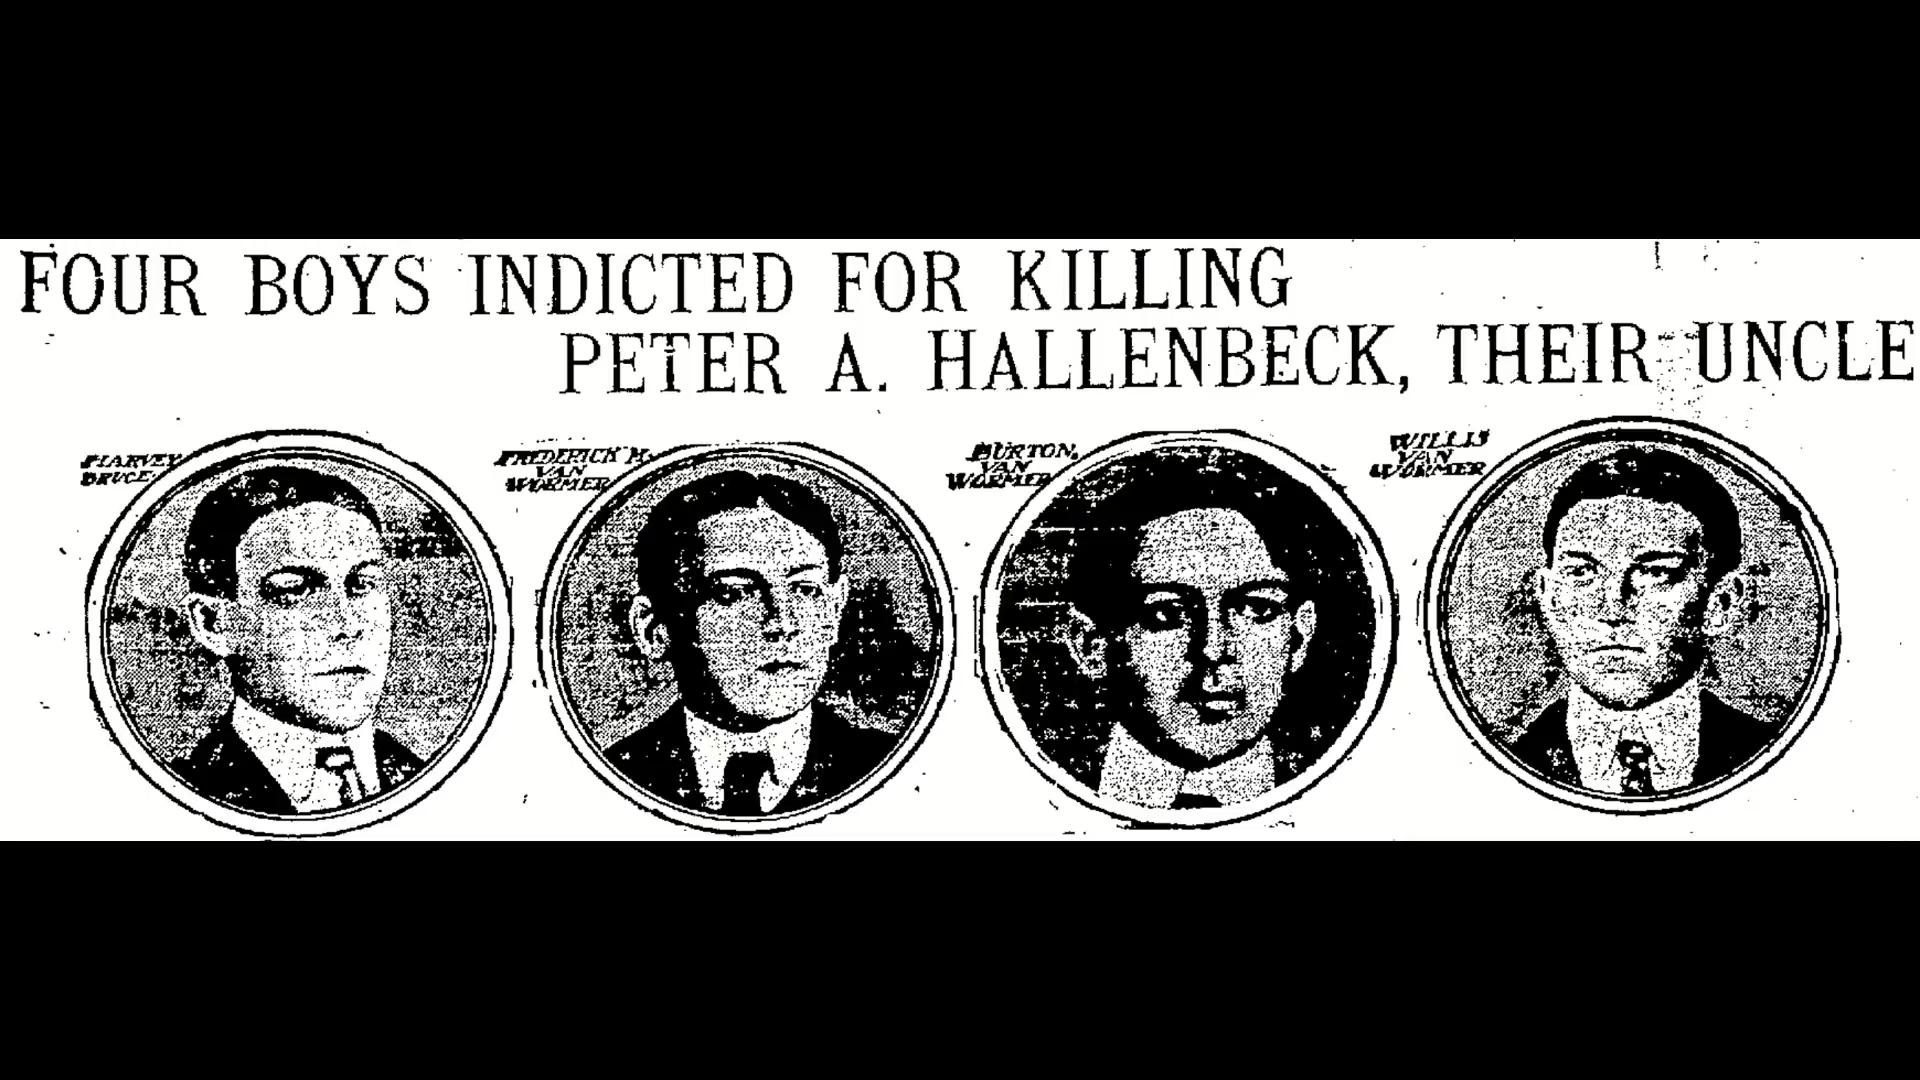 FOUR BOYS INDICTED FOR KILLING
PETER A. HALLENBECK, THEIR UNCLE
HARVEY
BRUCE
FREDERICK M.
VAN
WORMER
BURTON
VAN
WORMER
WILLIS
VAN
WORMER